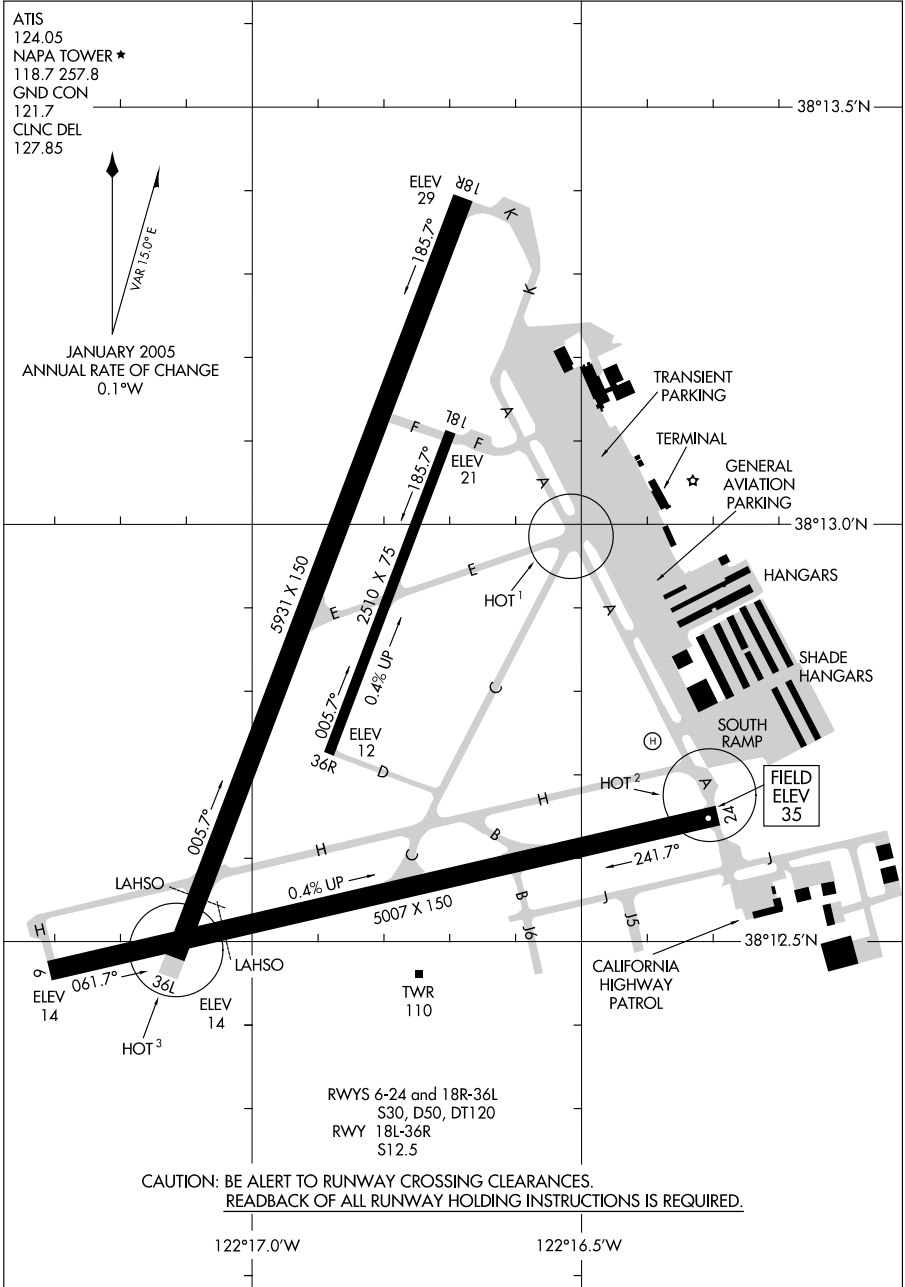 ATIS
124.05
NAPA TOWER ★
118.7 257.8
GND CON
121.7
CLNC DEL
127.85
38°13.5'N
VAR 15.0° E
JANUARY 2005
ANNUAL RATE OF CHANGE
0.1°W
ELEV
29
18R
185.7°
K
K
TRANSIENT
PARKING
TERMINAL
GENERAL
AVIATION
PARKING
A
F
18L
F
ELEV
21
185.7°
A
38°13.0'N
5931 X 150
2510 X 75
E
E
HOT 1
A
HANGARS
SHADE
HANGARS
C
005.7°
0.4% UP
ELEV
12
36R
D
H
SOUTH
RAMP
HOT 2
A
FIELD
ELEV
35
24
005.7°
H
H
B
C
241.7°
LAHSO
0.4% UP
5007 X 150
J
B
J
J5
J6
H
38°12.5'N
LAHSO
6
061.7°
36L
ELEV
14
ELEV
14
HOT 3
TWR
110
CALIFORNIA
HIGHWAY
PATROL
RWYS 6-24 and 18R-36L
S30, D50, DT120
RWY 18L-36R
S12.5
CAUTION: BE ALERT TO RUNWAY CROSSING CLEARANCES.
READBACK OF ALL RUNWAY HOLDING INSTRUCTIONS IS REQUIRED.
122°17.0'W
122°16.5'W